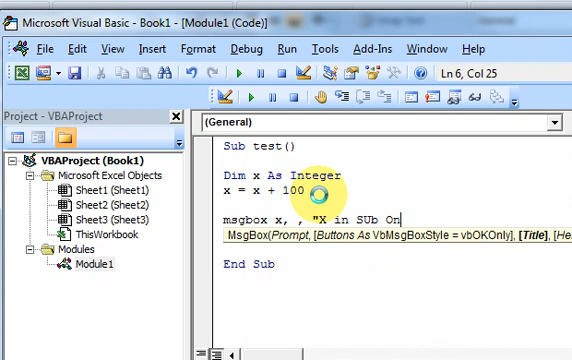 Microsoft Visual Basic - Book1 - [Module1 (Code)]
File Edit View Insert Format Debug Run Tools Add-Ins Window Help
Ln 6, Col 25
Project - VBAProject
(General)
VBAProject (Book1)
Microsoft Excel Objects
Sheet1 (Sheet1)
Sheet2 (Sheet2)
Sheet3 (Sheet3)
ThisWorkbook
Modules
Module1
Sub test()
Dim x As Integer
x = x + 100
msgbox x, , "X in SUb On
MsgBox(Prompt, [Buttons As VbMsgBoxStyle = vbOKOnly], [Title], [He
End Sub